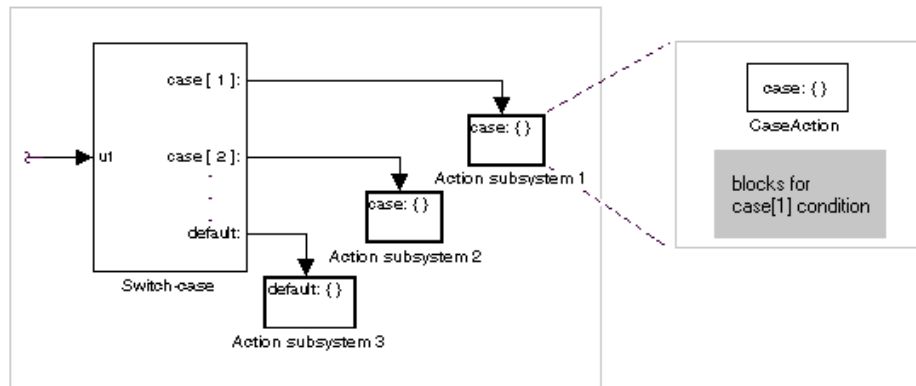 case [ 1 ]:
u1
case [ 2 ]:
default:
Switch-case
case: { }
Action subsystem 1
case: { }
Action subsystem 2
default: { }
Action subsystem 3
case: { }
CaseAction
blocks for
case[1] condition